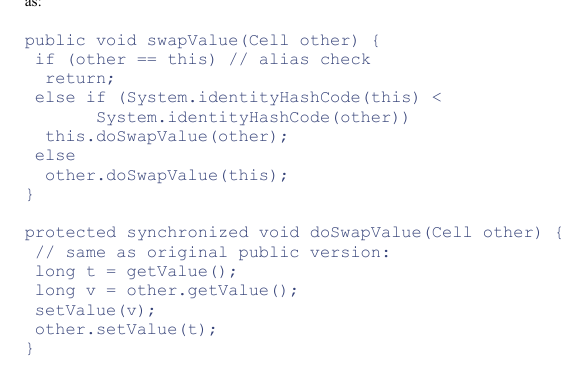 as:
public void swapValue(Cell other) {
if (other == this) // alias check
return;
else if (System.identityHashCode(this) <
System.identityHashCode(other))
this.doSwapValue(other);
else
other.doSwapValue(this);
}
protected synchronized void doSwapValue(Cell other) {
// same as original public version:
long t = getValue();
long v = other.getValue();
setValue(v);
other.setValue(t);
}